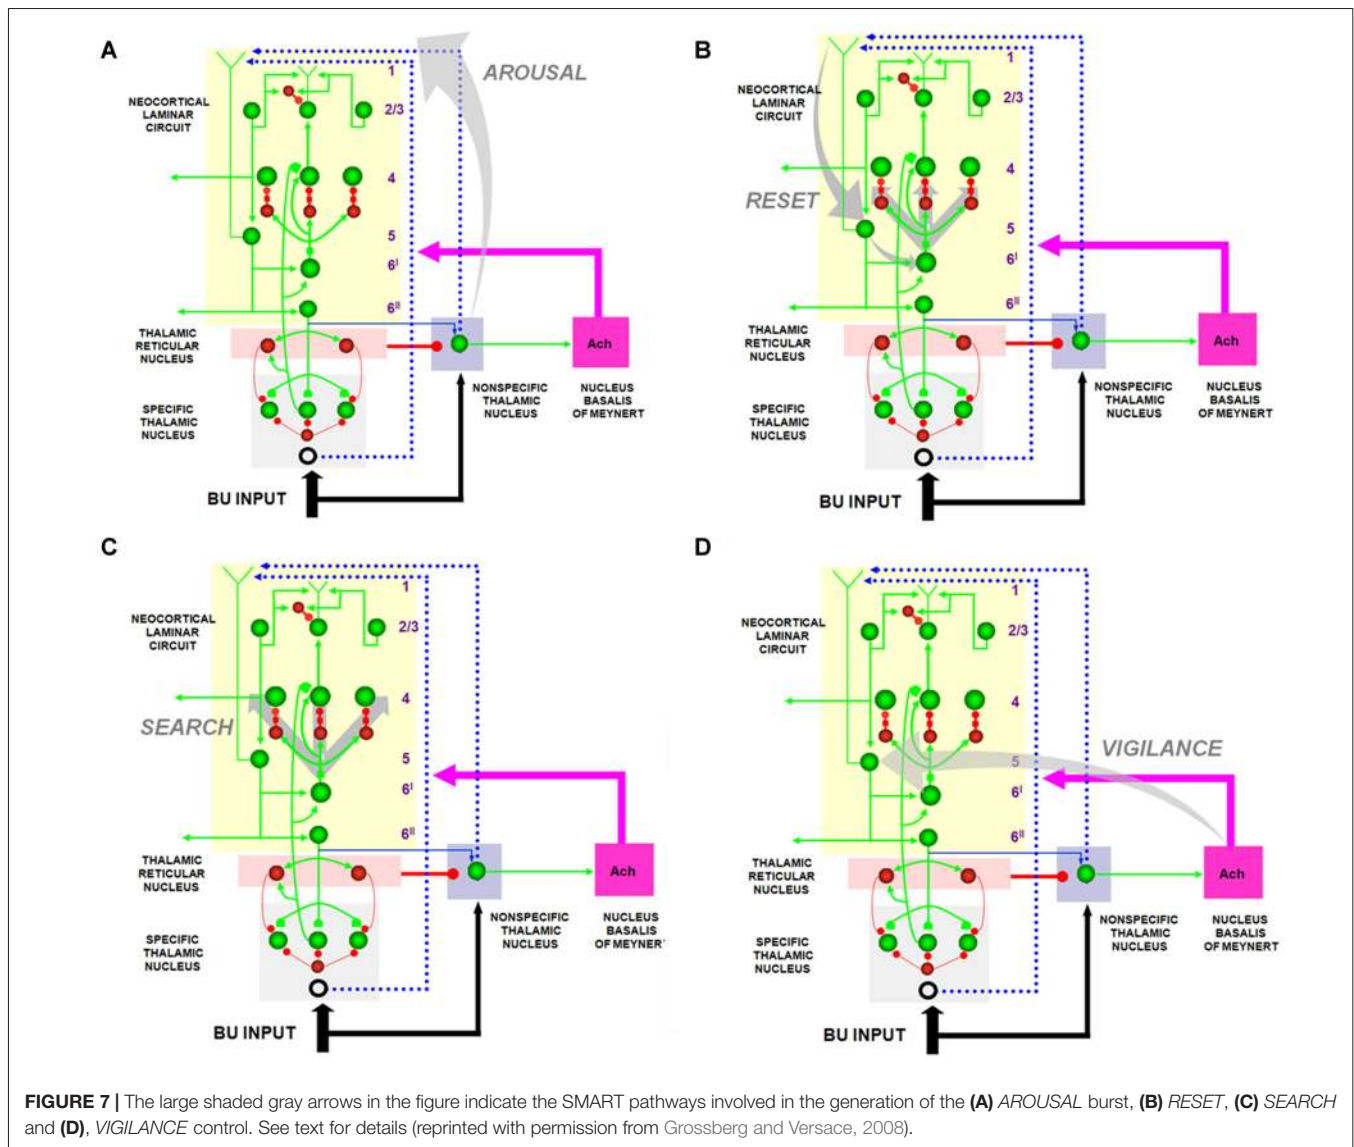 A
AROUSAL
NEOCORTICAL
LAMINAR
CIRCUIT
1
2/3
4
5
6I
6II
THALAMIC
RETICULAR
NUCLEUS
SPECIFIC
THALAMIC
NUCLEUS
NONSPECIFIC
THALAMIC
NUCLEUS
Ach
NUCLEUS
BASALIS
OF MEYNERT
BU INPUT
B
RESET
NEOCORTICAL
LAMINAR
CIRCUIT
1
2/3
4
5
6I
6II
THALAMIC
RETICULAR
NUCLEUS
SPECIFIC
THALAMIC
NUCLEUS
NONSPECIFIC
THALAMIC
NUCLEUS
Ach
NUCLEUS
BASALIS
OF MEYNERT
BU INPUT
C
SEARCH
NEOCORTICAL
LAMINAR
CIRCUIT
1
2/3
4
5
6I
6II
THALAMIC
RETICULAR
NUCLEUS
SPECIFIC
THALAMIC
NUCLEUS
NONSPECIFIC
THALAMIC
NUCLEUS
Ach
NUCLEUS
BASALIS
OF MEYNER
BU INPUT
D
VIGILANCE
NEOCORTICAL
LAMINAR
CIRCUIT
1
2/3
4
5
6I
6II
THALAMIC
RETICULAR
NUCLEUS
SPECIFIC
THALAMIC
NUCLEUS
NONSPECIFIC
THALAMIC
NUCLEUS
Ach
NUCLEUS
BASALIS
OF MEYNERT
BU INPUT
FIGURE 7 | The large shaded gray arrows in the figure indicate the SMART pathways involved in the generation of the (A) AROUSAL burst, (B) RESET, (C) SEARCH
and (D), VIGILANCE control. See text for details (reprinted with permission from Grossberg and Versace, 2008).